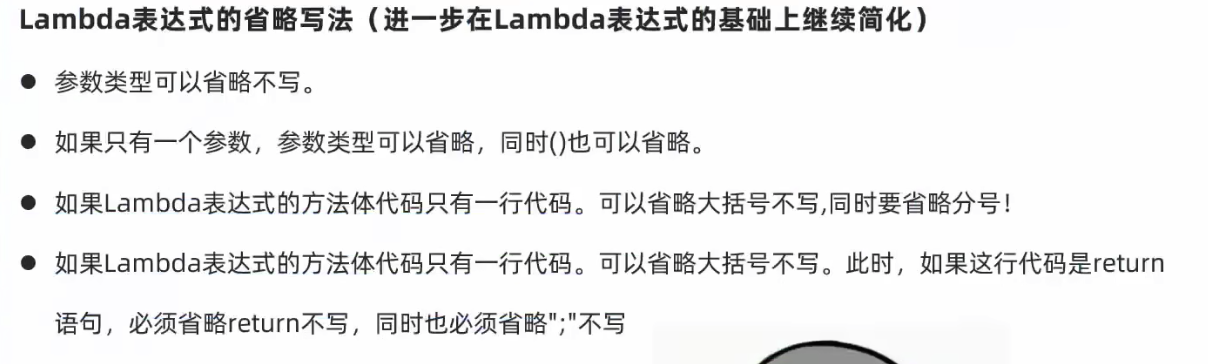 Lambda表达式的省略写法（进一步在Lambda表达式的基础上继续简化）
● 参数类型可以省略不写。
● 如果只有一个参数，参数类型可以省略，同时()也可以省略。
● 如果Lambda表达式的方法体代码只有一行代码。可以省略大括号不写,同时要省略分号！
● 如果Lambda表达式的方法体代码只有一行代码。可以省略大括号不写。此时，如果这行代码是return
语句，必须省略return不写，同时也必须省略";"不写